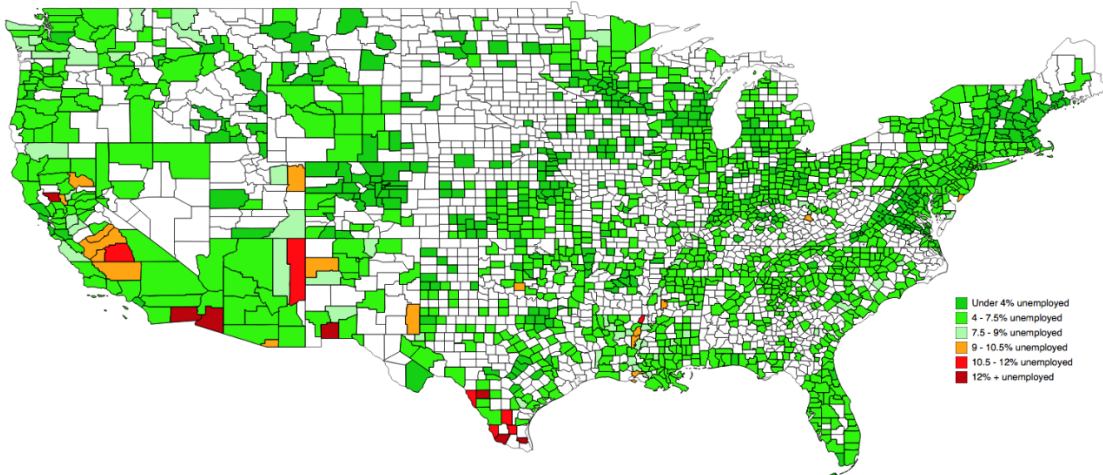 Under 4% unemployed
4 - 7.5% unemployed
7.5 - 9% unemployed
9 - 10.5% unemployed
10.5 - 12% unemployed
12% + unemployed